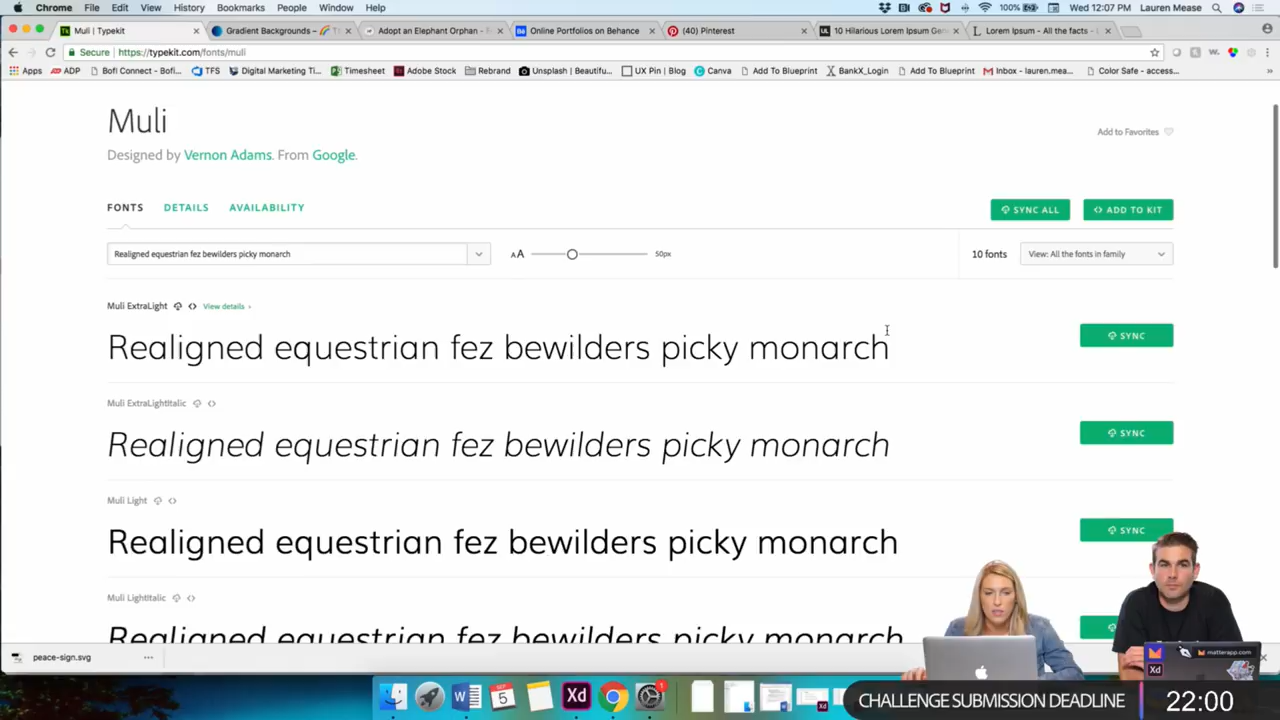 Chrome File Edit View History Bookmarks People Window Help 100% Wed 12:07 PM Lauren Mease
Muli | Typekit Gradient Backgrounds - Adopt an Elephant Orphan - F Online Portfolios on Behance (40) Pinterest 10 Hilarious Lorem Ipsum Gen Lorem Ipsum - All the facts - L
Secure https://typekit.com/fonts/muli
Apps ADP Bofi Connect - Bofi... TFS Digital Marketing Ti... Timesheet Adobe Stock Rebrand Unsplash | Beautifu... UX Pin | Blog Canva Add To Blueprint BankX_Login Add To Blueprint Inbox - lauren.mea... Color Safe - access... »
Muli
Add to Favorites
Designed by Vernon Adams. From Google.
FONTS DETAILS AVAILABILITY SYNC ALL <> ADD TO KIT
Realigned equestrian fez bewilders picky monarch AA 50px 10 fonts View: All the fonts in family
Muli ExtraLight <> View details ›
Realigned equestrian fez bewilders picky monarch SYNC
Muli ExtraLightItalic <>
Realigned equestrian fez bewilders picky monarch SYNC
Muli Light <>
Realigned equestrian fez bewilders picky monarch SYNC
Muli LightItalic <>
Realigned equestrian fez bewilders picky monarch
peace-sign.svg
matterapp.com
Xd
SEP 5 Xd 1
CHALLENGE SUBMISSION DEADLINE 22:00